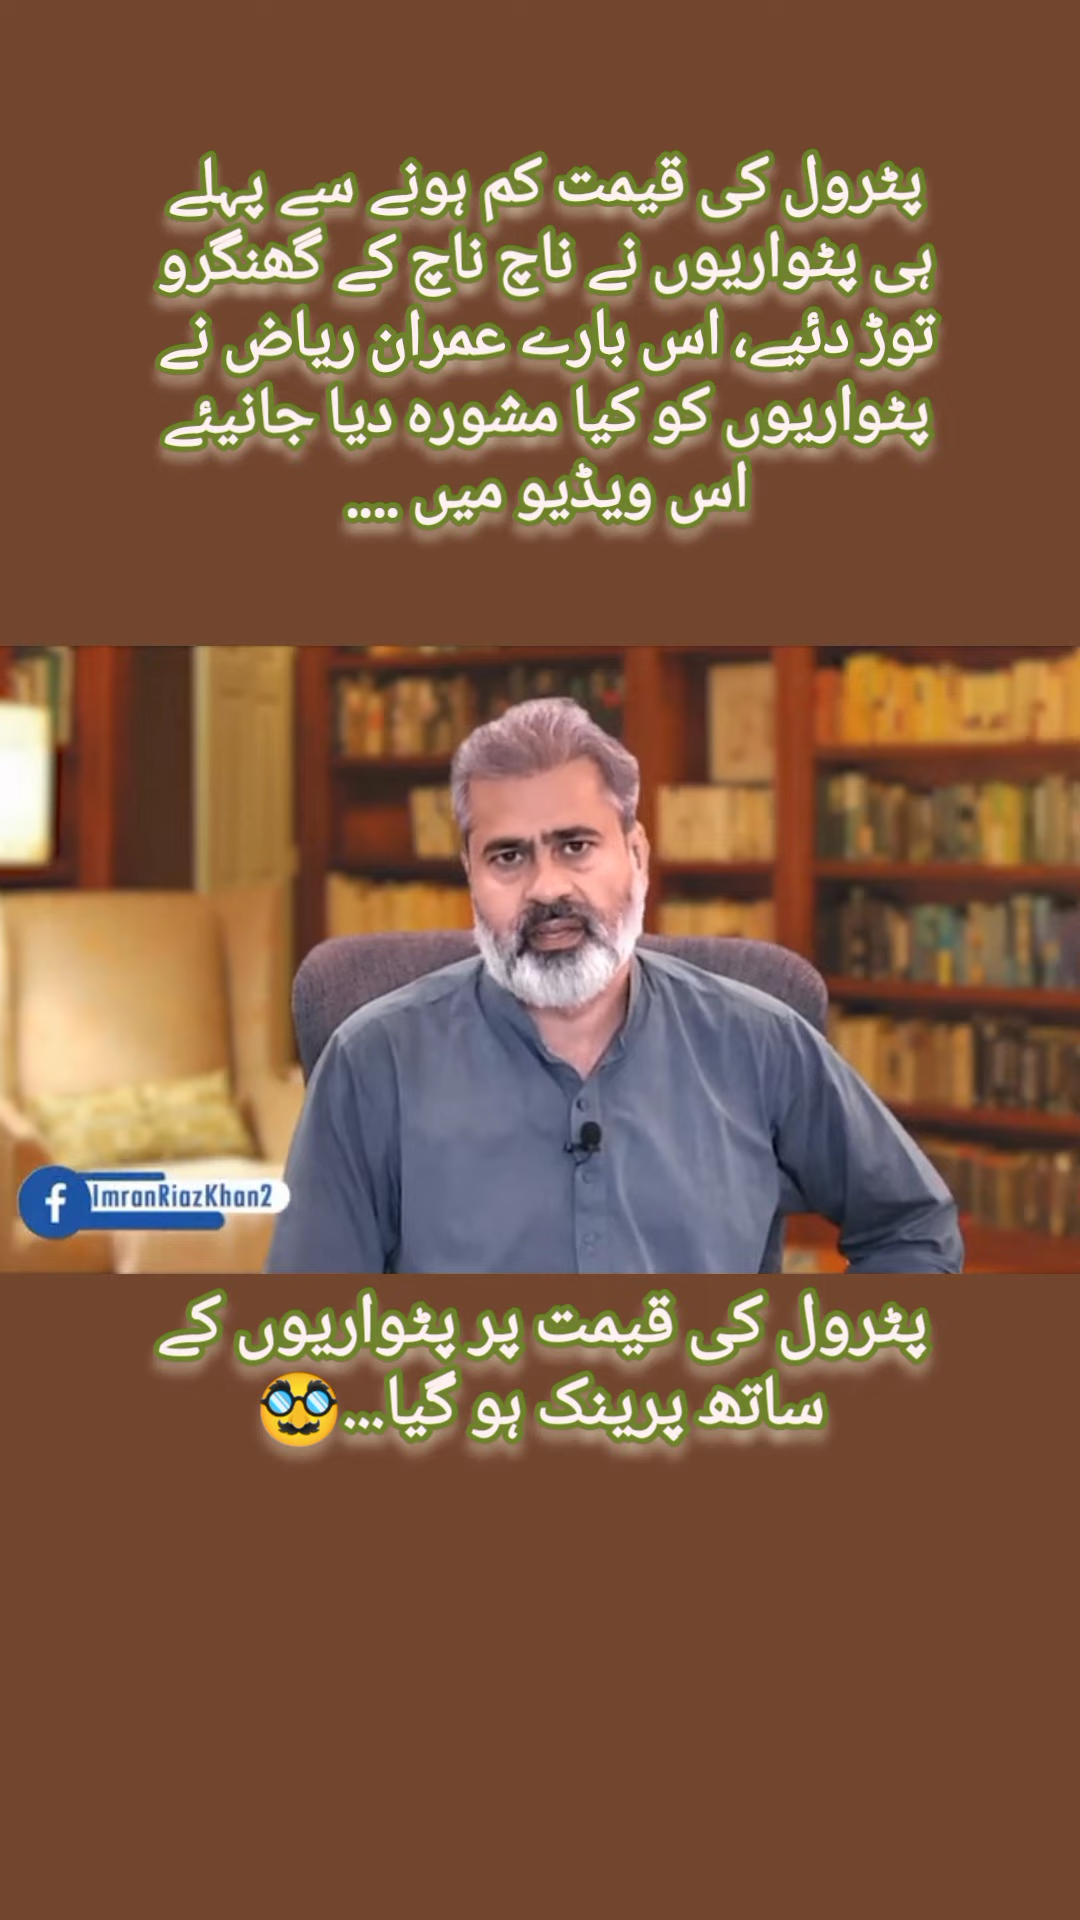 پٹرول کی قیمت کم ہونے سے پہلے
ہی پٹواریوں نے ناچ ناچ کے گھنگرو
توڑ دئیے، اس بارے عمران ریاض نے
پٹواریوں کو کیا مشورہ دیا جانیئے
اس ویڈیو میں ....
f ImranRiazKhan2
پٹرول کی قیمت پر پٹواریوں کے
ساتھ پرینک ہو گیا...🥸